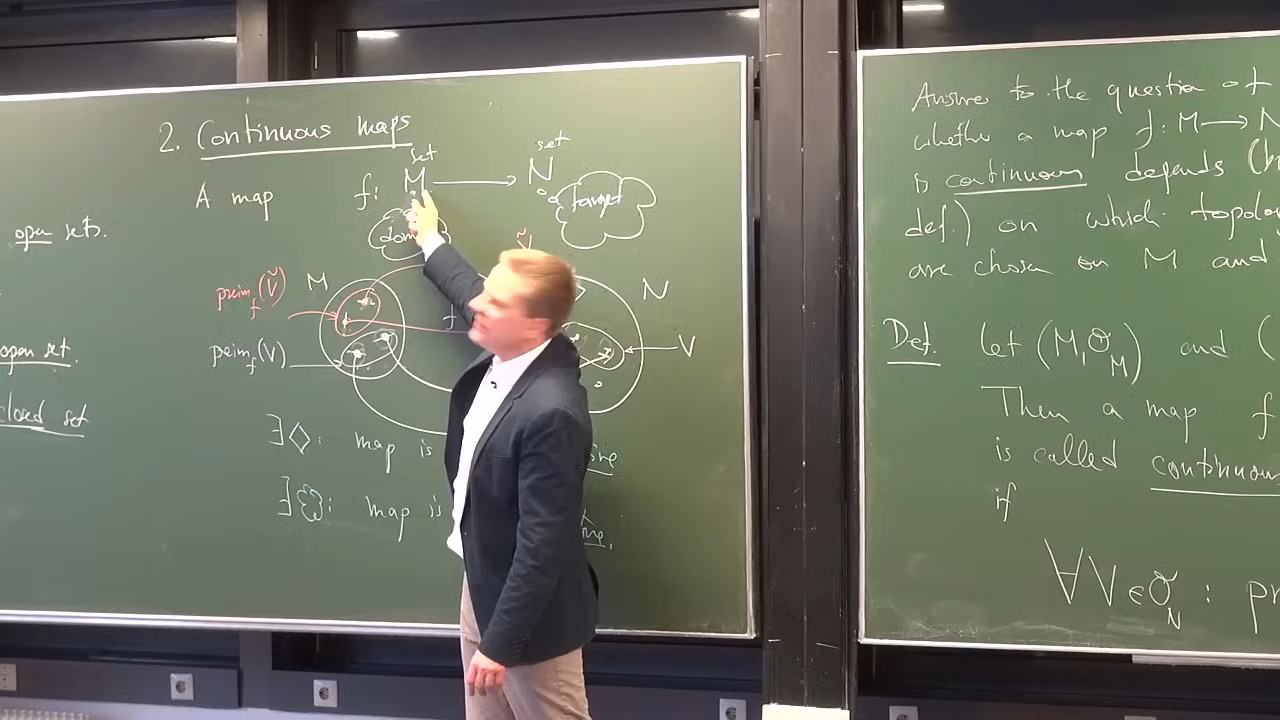 2. Continuous maps
set set
A map f: M ⟶ N
target
dom
open sets.
Ṽ
preim_f(Ṽ) M N
f
preim_f(V) V
open set.
closed set
∃◇: map is
∃ : map is
Answer to the question of
whether a map f: M ⟶ N
is continuous depends (by
def.) on which topolo
are chosen on M and
Def. let (M, O_M) and (
Then a map f
is called continuous
if
∀V ∈ O_N : pr